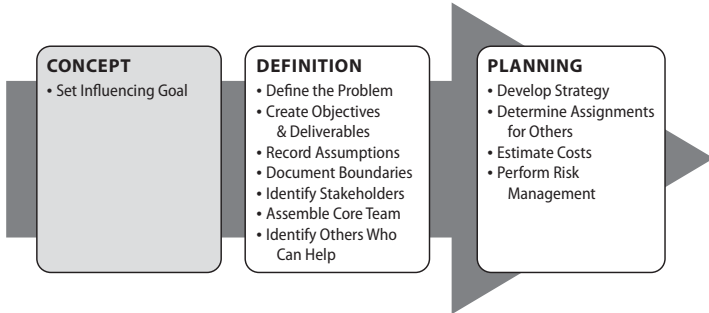 CONCEPT
• Set Influencing Goal
DEFINITION
• Define the Problem
• Create Objectives
& Deliverables
• Record Assumptions
• Document Boundaries
• Identify Stakeholders
• Assemble Core Team
• Identify Others Who
Can Help
PLANNING
• Develop Strategy
• Determine Assignments
for Others
• Estimate Costs
• Perform Risk
Management